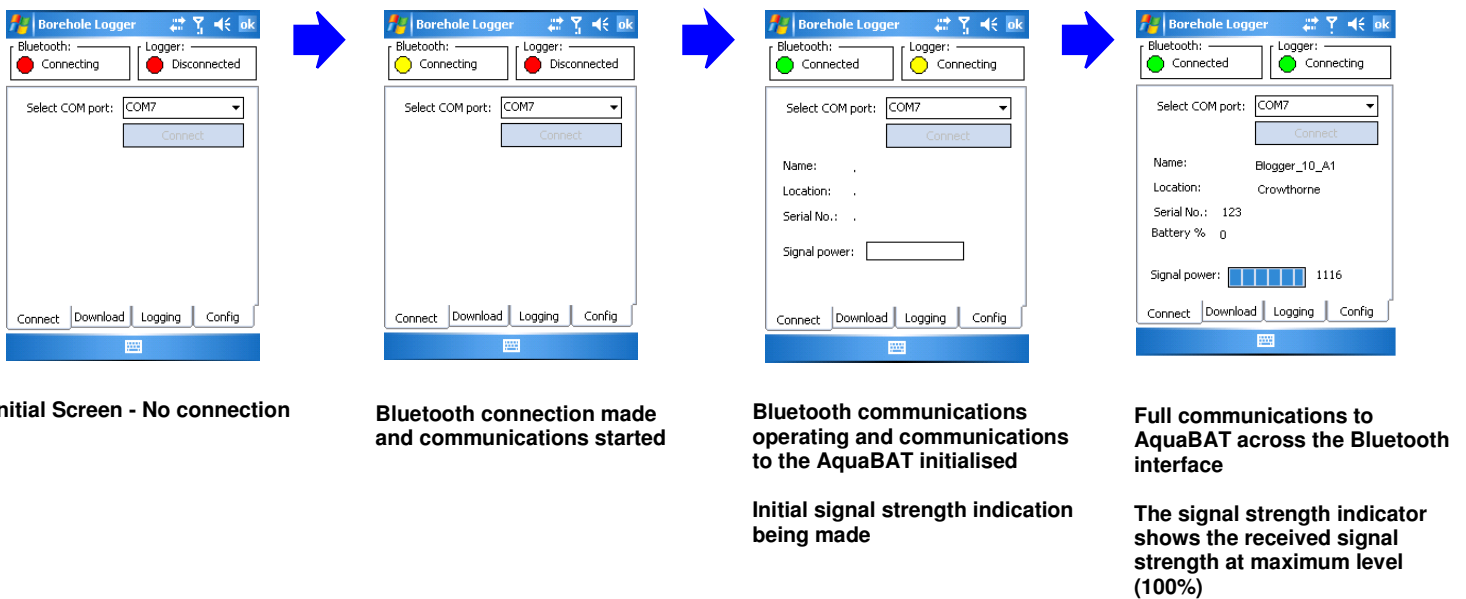 Borehole Logger
ok
Bluetooth:
Connecting
Logger:
Disconnected
Select COM port:
COM7
Connect
Connect
Download
Logging
Config
nitial Screen - No connection
Borehole Logger
ok
Bluetooth:
Connecting
Logger:
Disconnected
Select COM port:
COM7
Connect
Connect
Download
Logging
Config
Bluetooth connection made
and communications started
Borehole Logger
ok
Bluetooth:
Connected
Logger:
Connecting
Select COM port:
COM7
Connect
Name: .
Location: .
Serial No.: .
Signal power:
Connect
Download
Logging
Config
Bluetooth communications
operating and communications
to the AquaBAT initialised
Initial signal strength indication
being made
Borehole Logger
ok
Bluetooth:
Connected
Logger:
Connecting
Select COM port:
COM7
Connect
Name: Blogger_10_A1
Location: Crowthorne
Serial No.: 123
Battery % 0
Signal power: 1116
Connect
Download
Logging
Config
Full communications to
AquaBAT across the Bluetooth
interface
The signal strength indicator
shows the received signal
strength at maximum level
(100%)